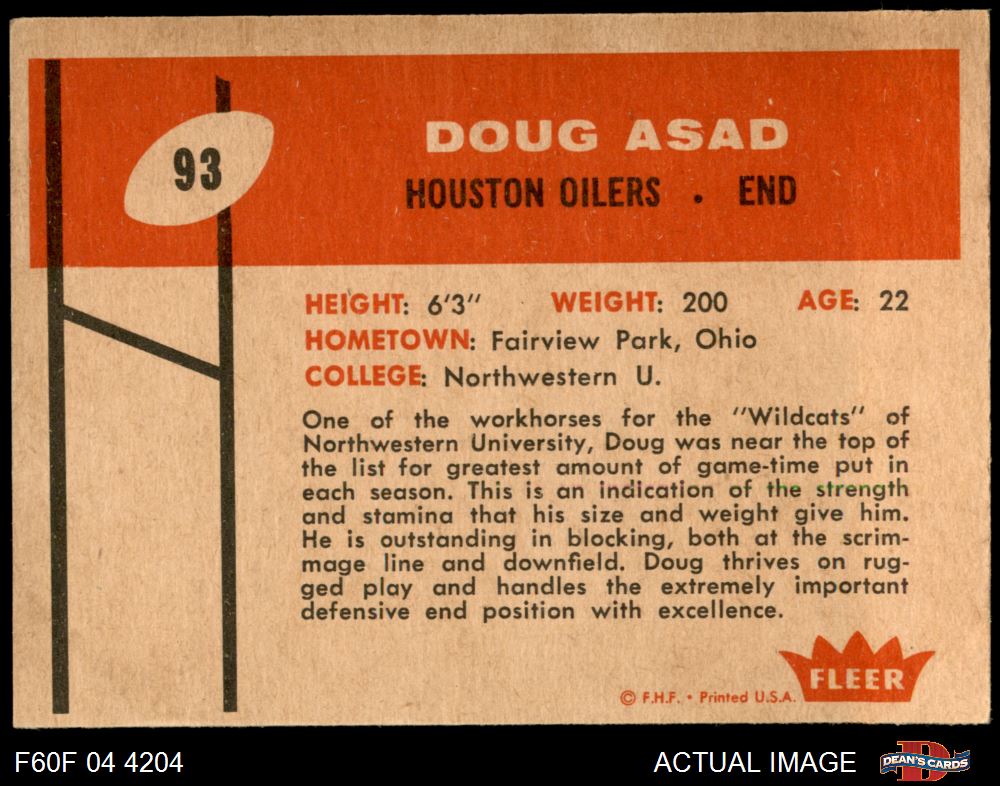 93
DOUG ASAD
HOUSTON OILERS . END
HEIGHT: 6'3" WEIGHT: 200 AGE: 22
HOMETOWN: Fairview Park, Ohio
COLLEGE: Northwestern U.
One of the workhorses for the "Wildcats" of
Northwestern University, Doug was near the top of
the list for greatest amount of game-time put in
each season. This is an indication of the strength
and stamina that his size and weight give him.
He is outstanding in blocking, both at the scrim-
mage line and downfield. Doug thrives on rug-
ged play and handles the extremely important
defensive end position with excellence.
FLEER
© F.H.F. • Printed U.S.A.
F60F 04 4204
ACTUAL IMAGE
D
DEAN'S CARDS